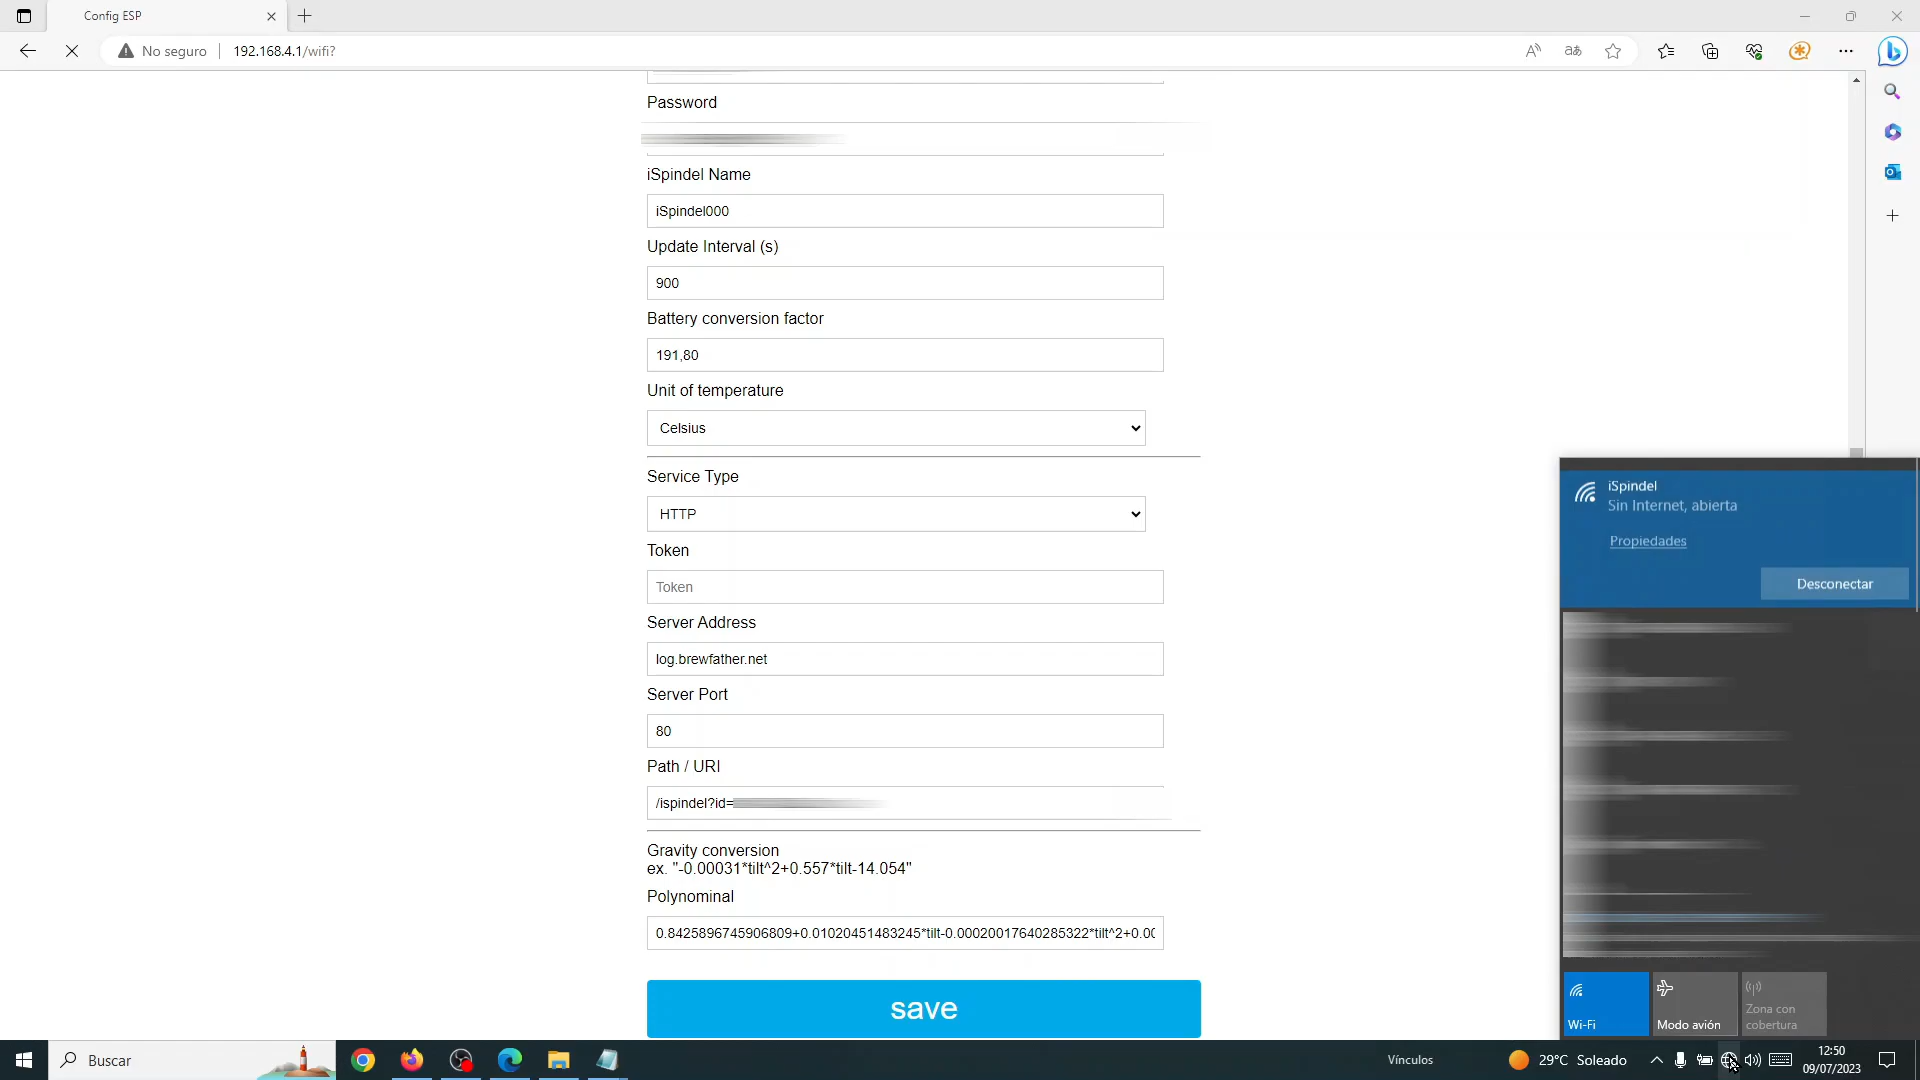 Config ESP
No seguro
192.168.4.1/wifi?
Password
iSpindel Name
iSpindel000
Update Interval (s)
900
Battery conversion factor
191,80
Unit of temperature
Celsius
Service Type
HTTP
Token
Token
Server Address
log.brewfather.net
Server Port
80
Path / URI
/ispindel?id=
Gravity conversion
ex. "-0.00031*tilt^2+0.557*tilt-14.054"
Polynominal
0.8425896745906809+0.01020451483245*tilt-0.00020017640285322*tilt^2+0.00
save
iSpindel
Sin Internet, abierta
Propiedades
Desconectar
Wi-Fi
Modo avión
Zona con
cobertura
Buscar
Vínculos
29°C Soleado
12:50
09/07/2023